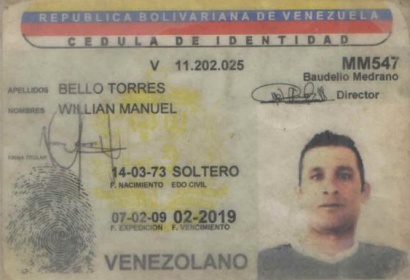 REPUBLICA BOLIVARIANA DE VENEZUELA
CEDULA DE IDENTIDAD
V 11.202.025
MM547
Baudelio Medrano
Director
APELLIDOS BELLO TORRES
NOMBRES WILLIAN MANUEL
FIRMA TITULAR
14-03-73 SOLTERO
F. NACIMIENTO EDO CIVIL
07-02-09 02-2019
F. EXPEDICION F. VENCIMIENTO
VENEZOLANO